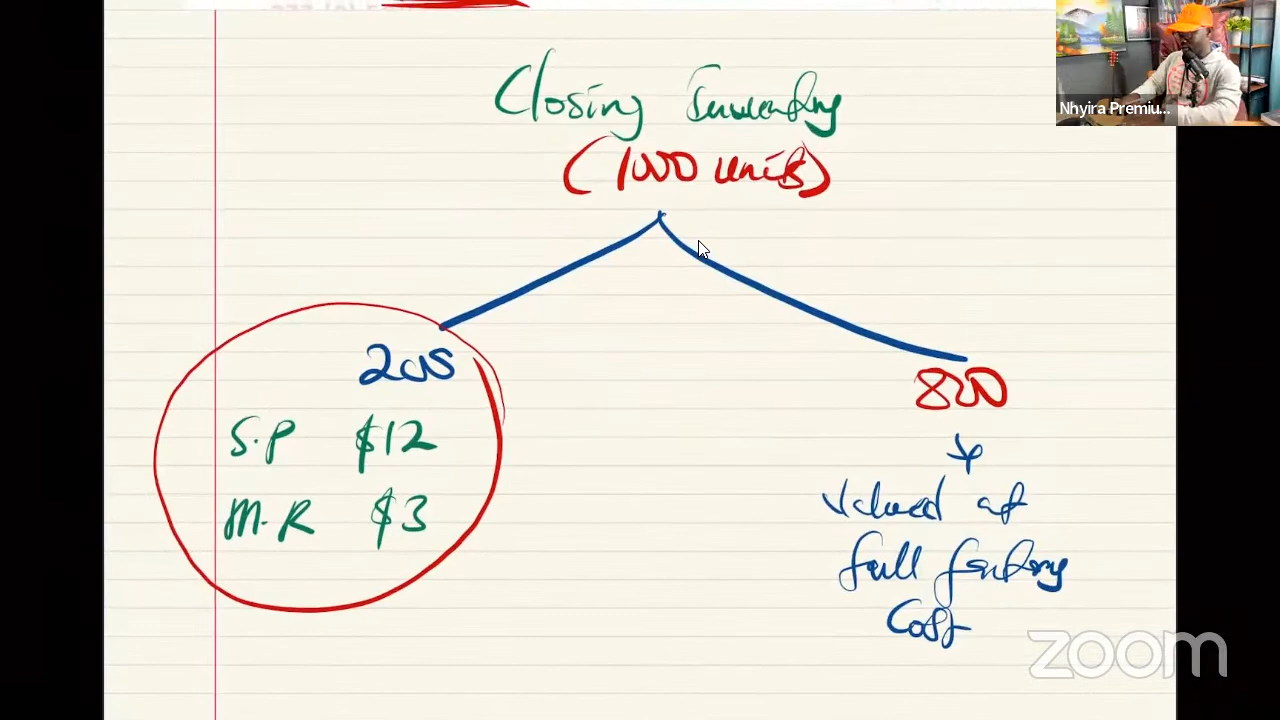 Closing Inventory
(1000 units)
200
S.P $12
M.R $3
800
Valued at
full factory
Cost
Nhyira Premiu...
zoom